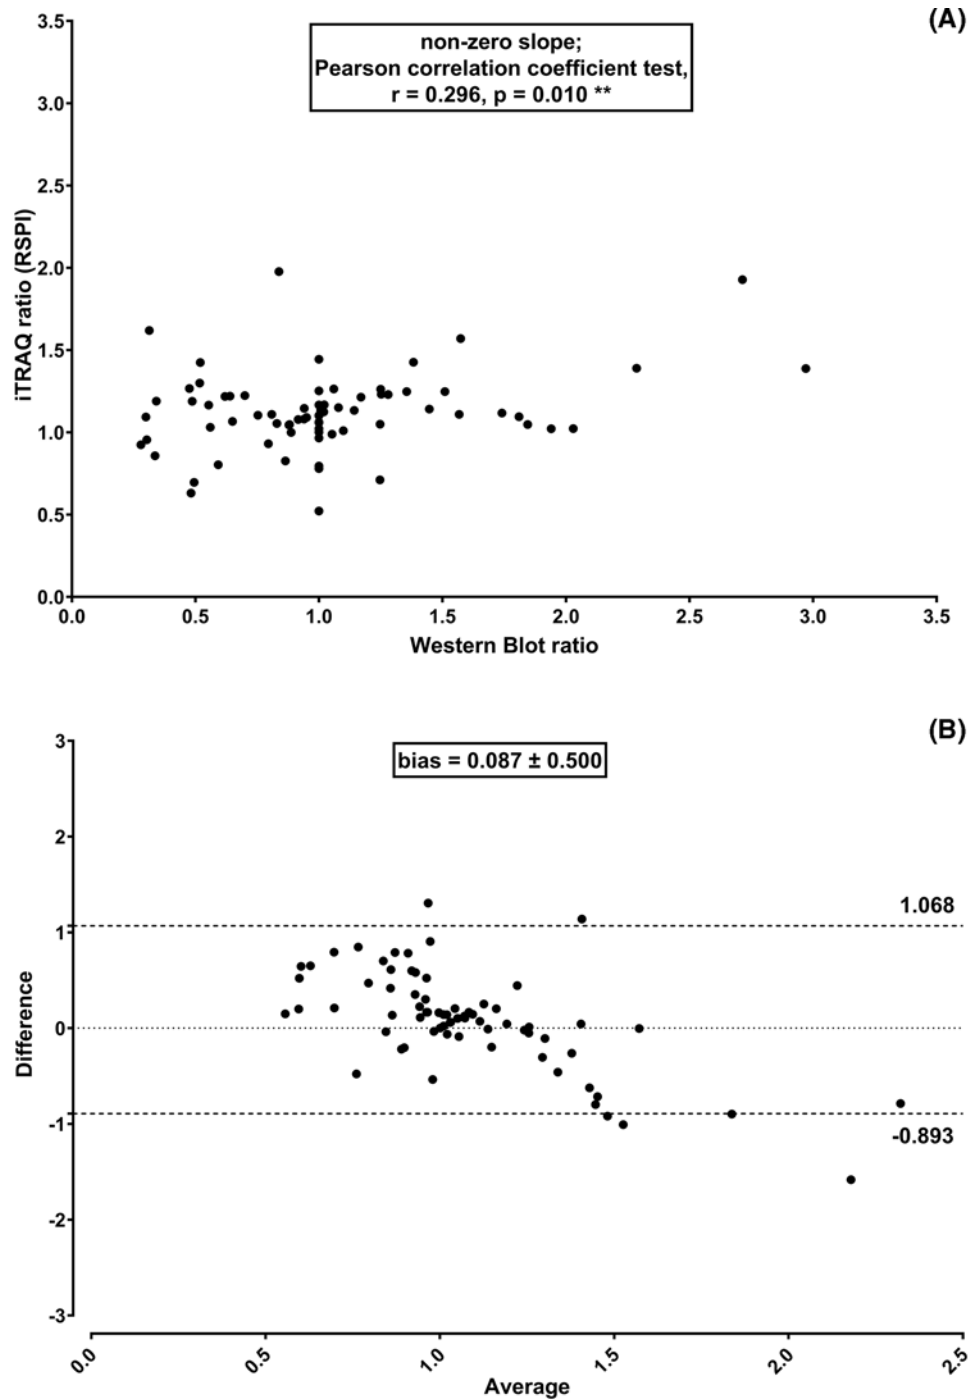 (A)
non-zero slope;
Pearson correlation coefficient test,
r = 0.296, p = 0.010 **
3.5
3.0
2.5
2.0
1.5
1.0
0.5
0.0
iTRAQ ratio (RSPI)
0.0 0.5 1.0 1.5 2.0 2.5 3.0 3.5
Western Blot ratio
(B)
bias = 0.087 ± 0.500
3
2
1
0
-1
-2
-3
Difference
1.068
-0.893
0.0 0.5 1.0 1.5 2.0 2.5
Average